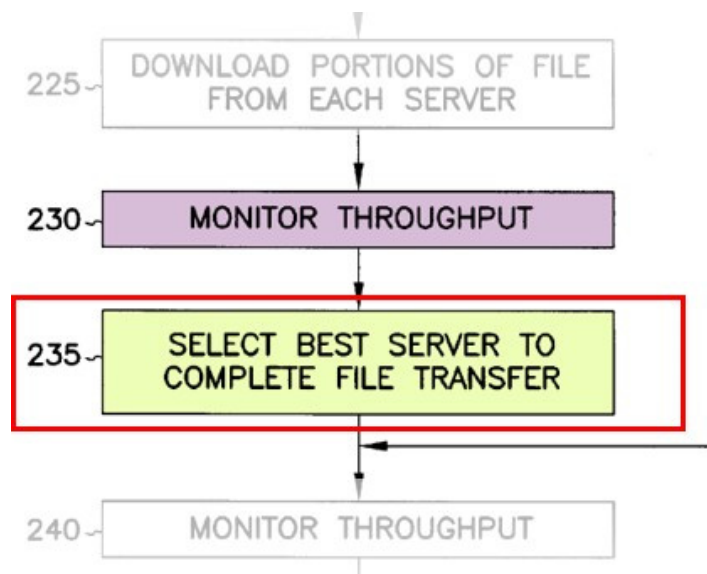 225
DOWNLOAD PORTIONS OF FILE
FROM EACH SERVER
230
MONITOR THROUGHPUT
235
SELECT BEST SERVER TO
COMPLETE FILE TRANSFER
240
MONITOR THROUGHPUT